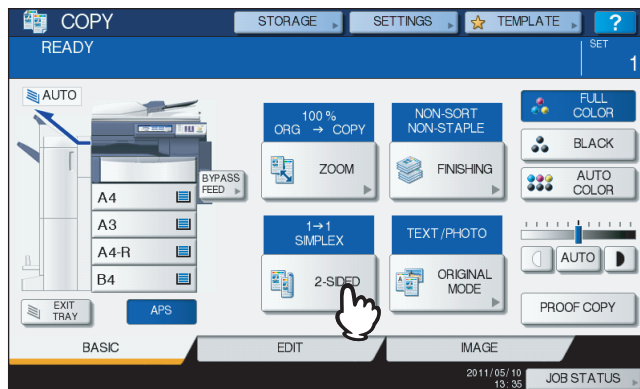 COPY
STORAGE
SETTINGS
TEMPLATE
?
READY
SET
1
AUTO
100 %
ORG → COPY
NON-SORT
NON-STAPLE
FULL
COLOR
ZOOM
FINISHING
BLACK
BYPASS
FEED
AUTO
COLOR
A4
A3
A4-R
B4
1→1
SIMPLEX
TEXT/PHOTO
2-SIDED
ORIGINAL
MODE
AUTO
EXIT
TRAY
APS
PROOF COPY
BASIC
EDIT
IMAGE
2011/05/10
13:35
JOB STATUS